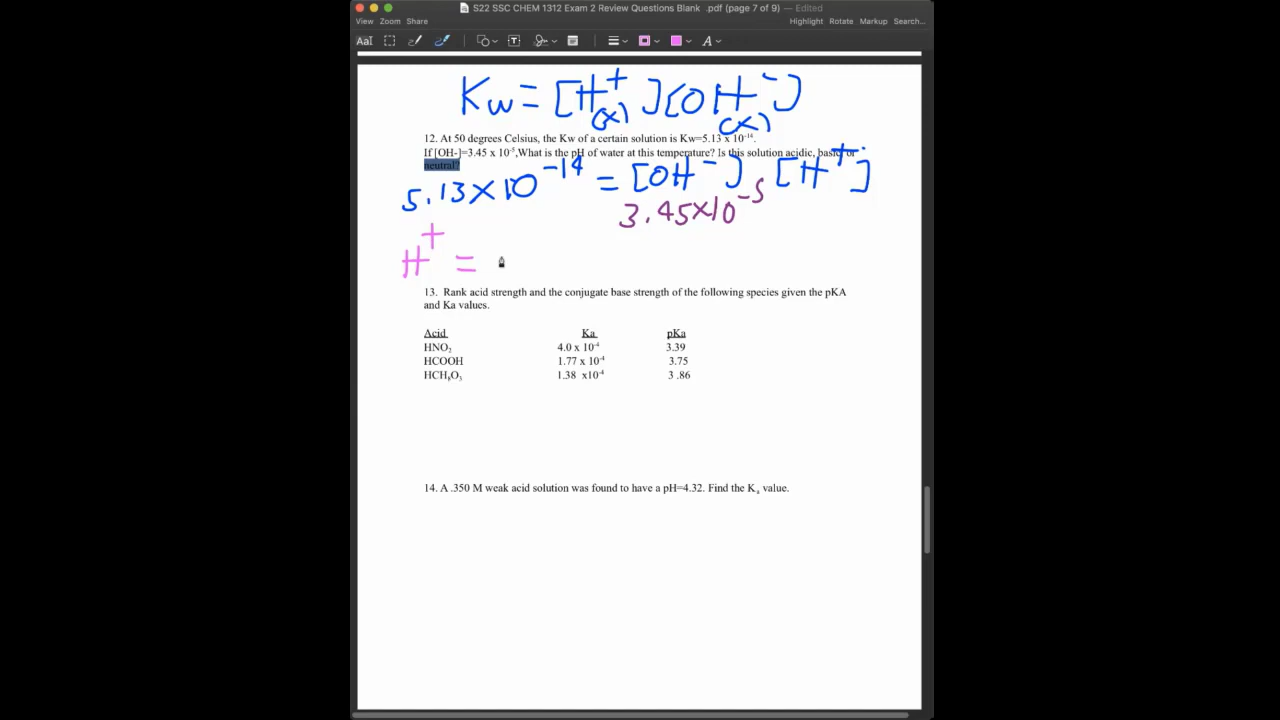 S22 SSC CHEM 1312 Exam 2 Review Questions Blank .pdf (page 7 of 9) — Edited
View Zoom Share Highlight Rotate Markup Search...
AaI A
Kw = [H⁺][OH⁻]
(x) (x)
12. At 50 degrees Celsius, the Kw of a certain solution is Kw=5.13 x 10⁻¹⁴.
If [OH-]=3.45 x 10⁻⁵,What is the pH of water at this temperature? Is this solution acidic, basic or
neutral?
5.13×10⁻¹⁴ = [OH⁻] [H⁺]
3.45×10⁻⁵
H⁺ =
13. Rank acid strength and the conjugate base strength of the following species given the pKA
and Ka values.
Acid Ka pKa
HNO₂ 4.0 x 10⁻⁴ 3.39
HCOOH 1.77 x 10⁻⁴ 3.75
1.38 x10⁻⁴ 3 .86
14. A .350 M weak acid solution was found to have a pH=4.32. Find the Kₐ value.